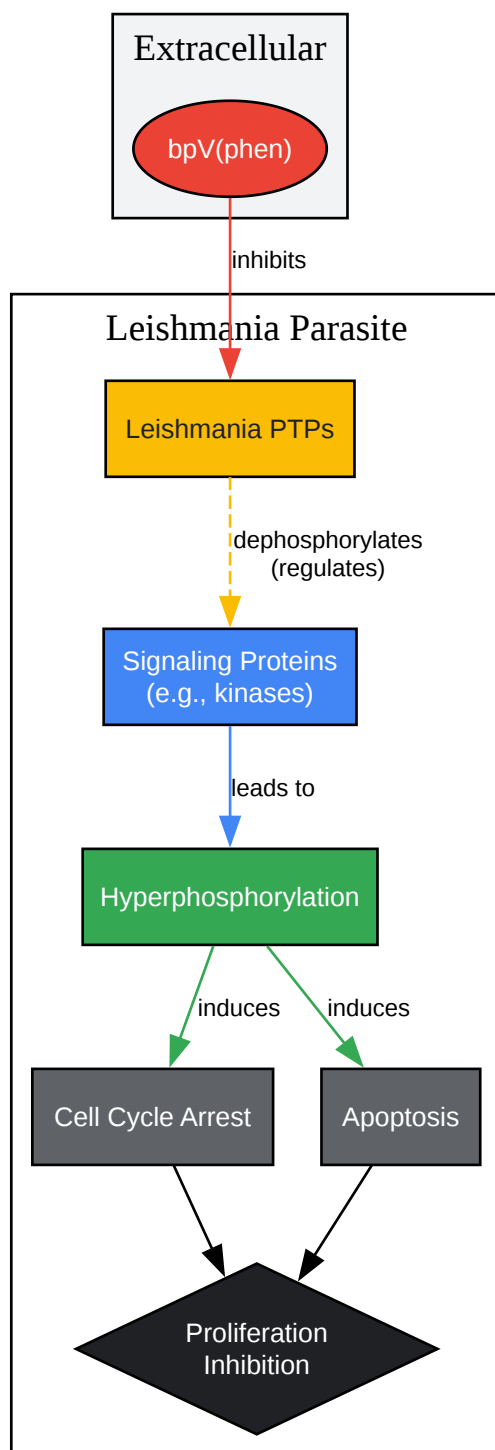 Extracellular
bpV(phen)
inhibits
Leishmania Parasite
Leishmania PTPs
dephosphorylates
(regulates)
Signaling Proteins
(e.g., kinases)
leads to
Hyperphosphorylation
induces
induces
Cell Cycle Arrest
Apoptosis
Proliferation
Inhibition